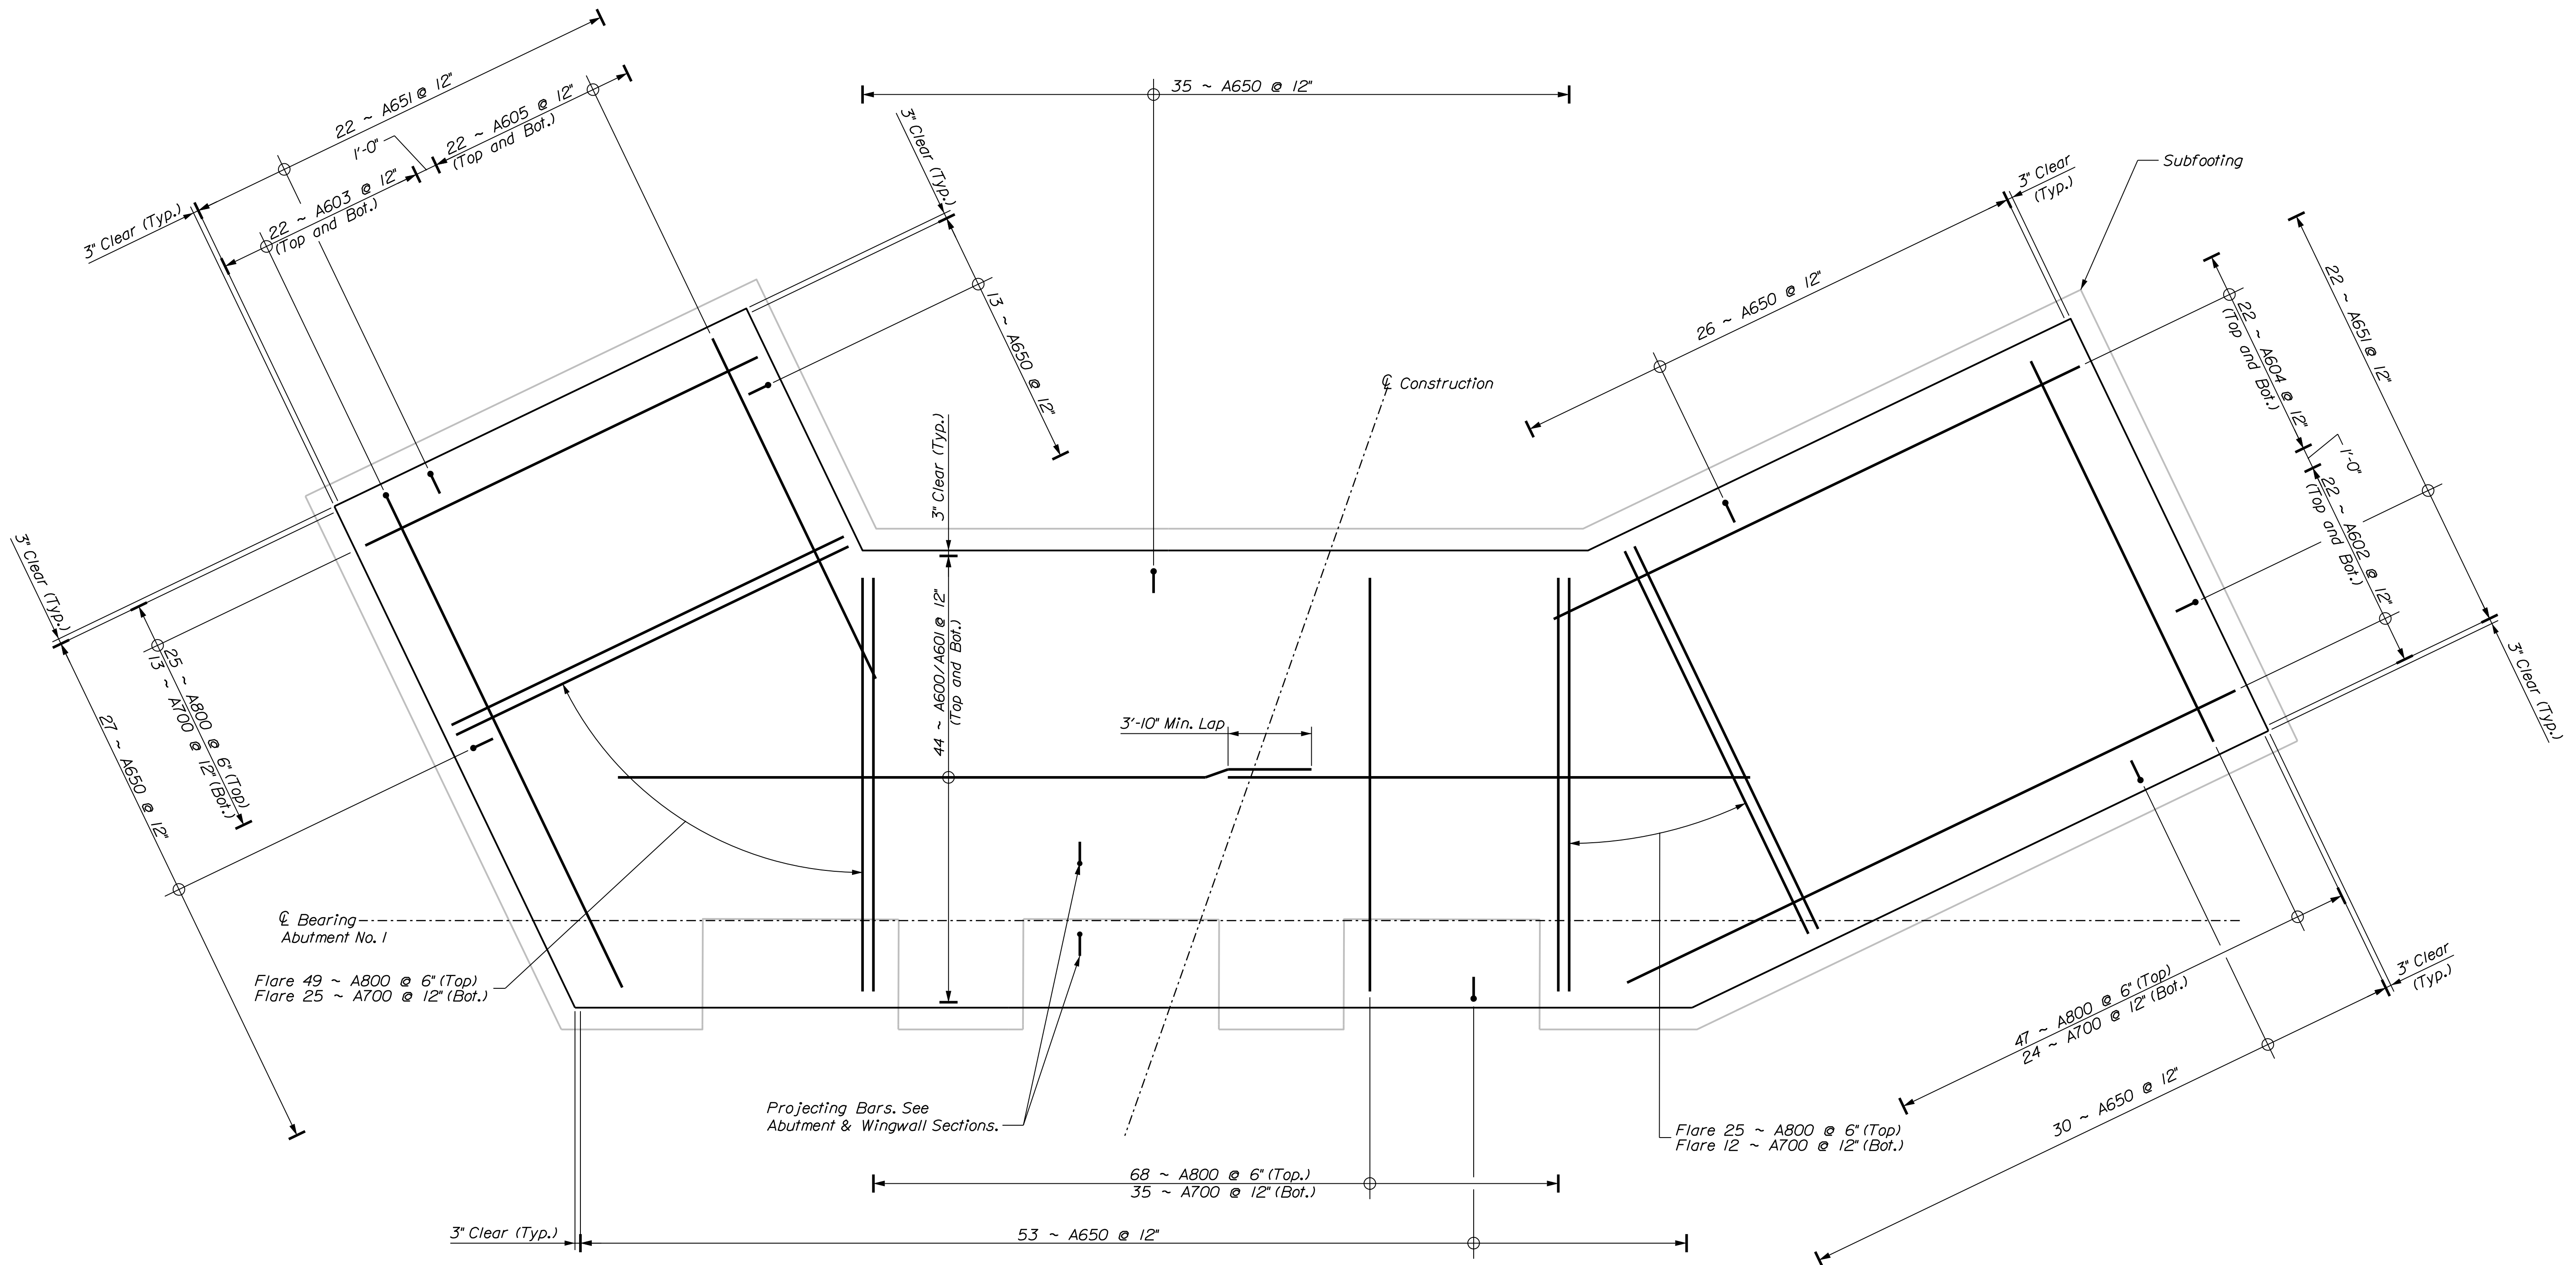 22 ~ A651 @ 12"
1'-0"
22 ~ A605 @ 12"
(Top and Bot.)
22 ~ A603 @ 12"
(Top and Bot.)
3" Clear (Typ.)
35 ~ A650 @ 12"
3" Clear (Typ.)
13 ~ A650 @ 12"
3" Clear
(Typ.)
Subfooting
26 ~ A650 @ 12"
22 ~ A651 @ 12"
22 ~ A604 @ 12"
(Top and Bot.)
1'-0"
22 ~ A602 @ 12"
(Top and Bot.)
3" Clear (Typ.)
℄ Construction
3" Clear (Typ.)
44 ~ A600/A601 @ 12"
(Top and Bot.)
3'-10" Min. Lap
3" Clear (Typ.)
25 ~ A800 @ 6" (Top)
13 ~ A700 @ 12" (Bot.)
27 ~ A650 @ 12"
℄ Bearing
Abutment No. 1
Flare 49 ~ A800 @ 6" (Top)
Flare 25 ~ A700 @ 12" (Bot.)
3" Clear
(Typ.)
47 ~ A800 @ 6" (Top)
24 ~ A700 @ 12" (Bot.)
30 ~ A650 @ 12"
Projecting Bars. See
Abutment & Wingwall Sections.
Flare 25 ~ A800 @ 6" (Top)
Flare 12 ~ A700 @ 12" (Bot.)
68 ~ A800 @ 6" (Top.)
35 ~ A700 @ 12" (Bot.)
3" Clear (Typ.)
53 ~ A650 @ 12"